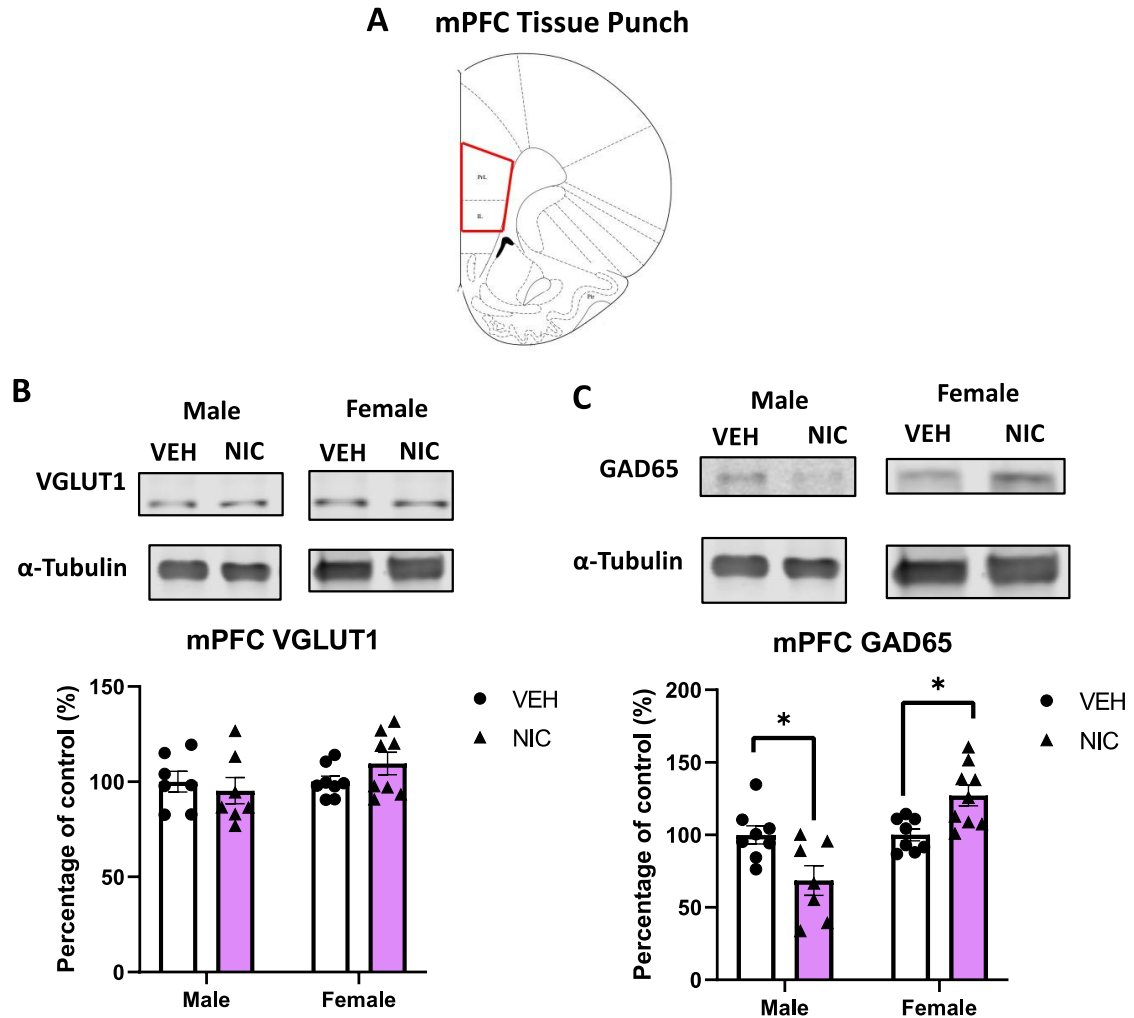 A mPFC Tissue Punch
PrL
IL
Pir
B
Male Female
VEH NIC VEH NIC
VGLUT1
α-Tubulin
mPFC VGLUT1
Percentage of control (%)
150
100
50
0
Male Female
VEH
NIC
C
Male Female
VEH NIC VEH NIC
GAD65
α-Tubulin
mPFC GAD65
Percentage of control (%)
200
150
100
50
0
* *
Male Female
VEH
NIC